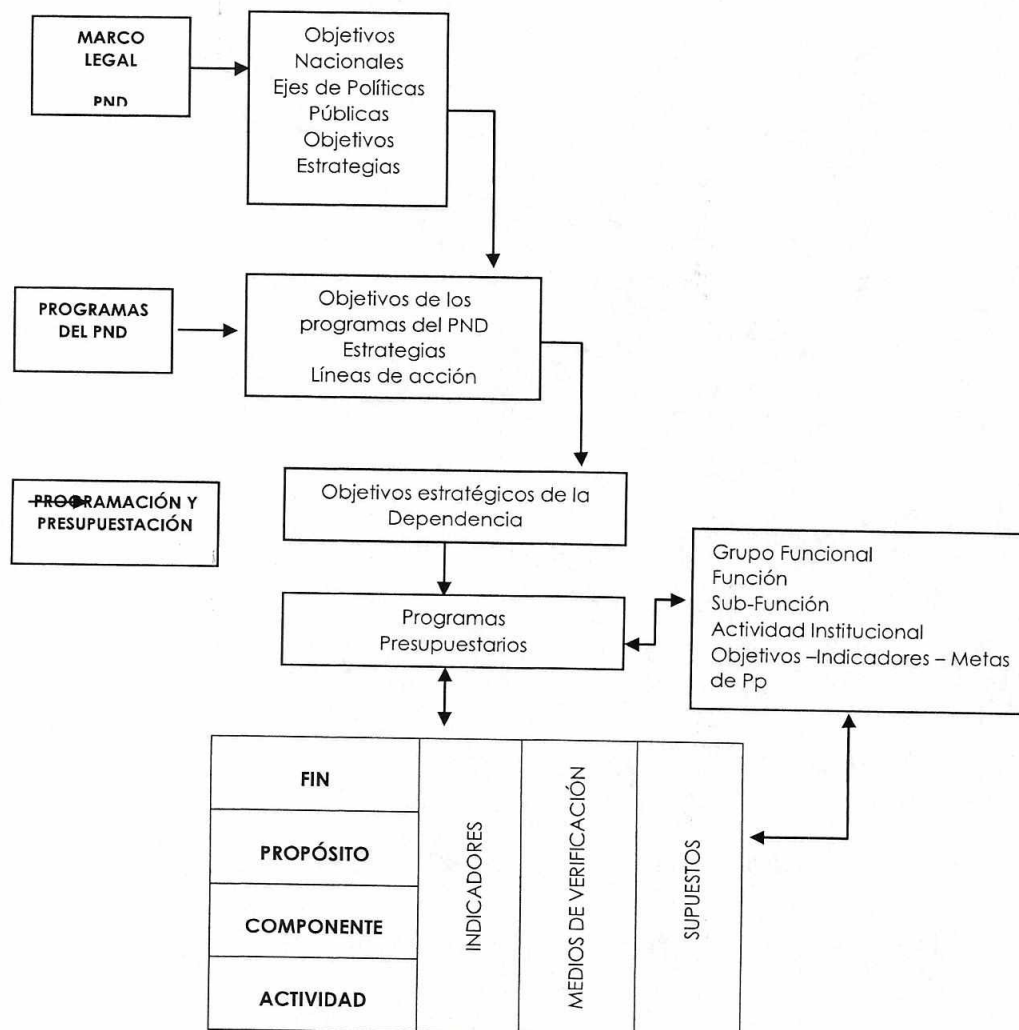 MARCO
LEGAL
PND
Objetivos
Nacionales
Ejes de Políticas
Públicas
Objetivos
Estrategias
PROGRAMAS
DEL PND
Objetivos de los
programas del PND
Estrategias
Líneas de acción
PROGRAMACIÓN Y
PRESUPUESTACIÓN
Objetivos estratégicos de la
Dependencia
Programas
Presupuestarios
Grupo Funcional
Función
Sub-Función
Actividad Institucional
Objetivos –Indicadores – Metas
de Pp
FIN
PROPÓSITO
COMPONENTE
ACTIVIDAD
INDICADORES
MEDIOS DE VERIFICACIÓN
SUPUESTOS